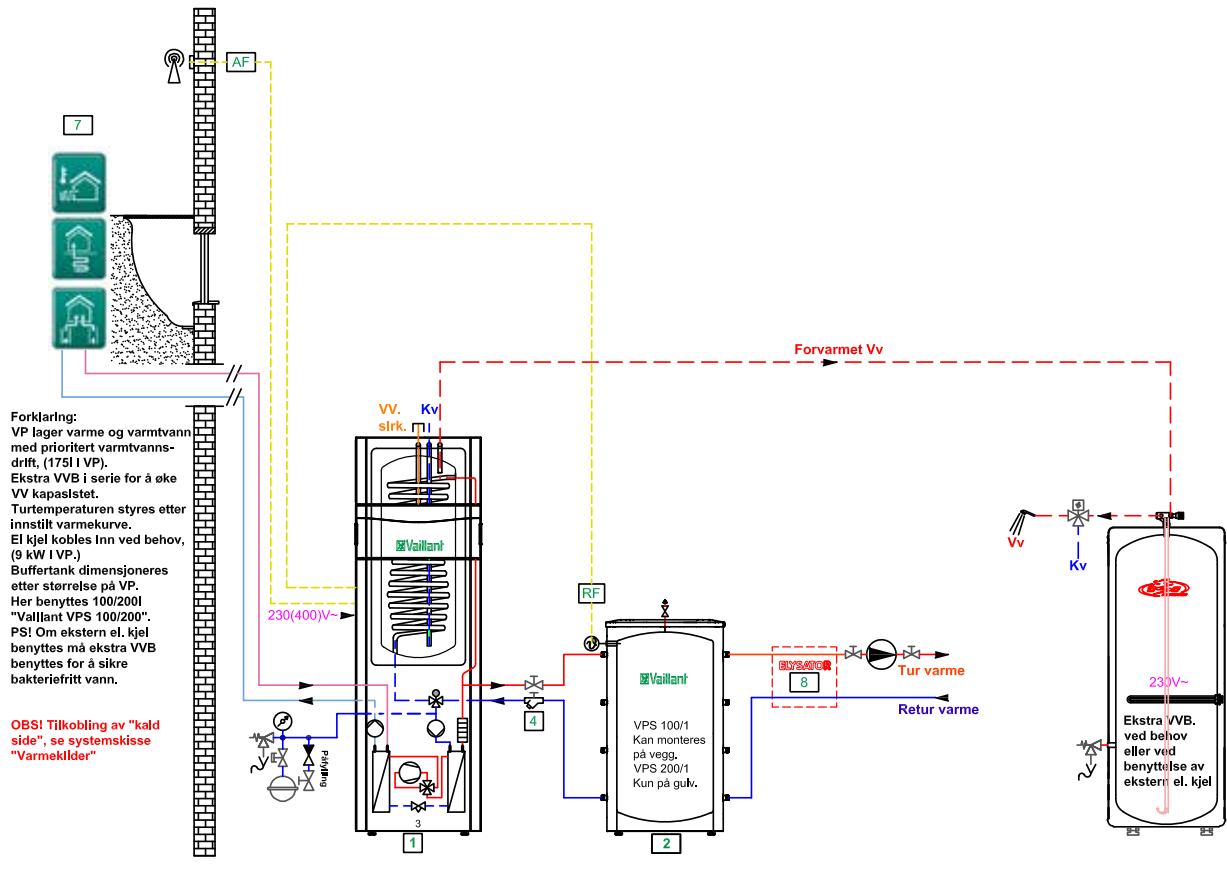 AF
7
Forvarmet Vv
Forklaring:
VP lager varme og varmtvann
med prioritert varmtvanns-
drift, (175l i VP).
Ekstra VVB i serie for å øke
VV kapasistet.
Turtemperaturen styres etter
innstilt varmekurve.
El kjel kobles inn ved behov,
(9 kW i VP.)
Buffertank dimensjoneres
etter størrelse på VP.
Her benyttes 100/200l
"Vaillant VPS 100/200".
PS! Om ekstern el. kjel
benyttes må ekstra VVB
benyttes for å sikre
bakteriefritt vann.
OBS! Tilkobling av "kald
side", se systemskisse
"Varmekilder"
VV.
sirk.
Kv
Vaillant
230(400)V~
Påfylling
3
1
4
RF
Vaillant
VPS 100/1
Kan monteres
på vegg.
VPS 200/1
Kun på gulv.
2
ELYSATOR
8
Tur varme
Retur varme
Vv
Kv
230V~
Ekstra VVB.
ved behov
eller ved
benyttelse av
ekstern el. kjel